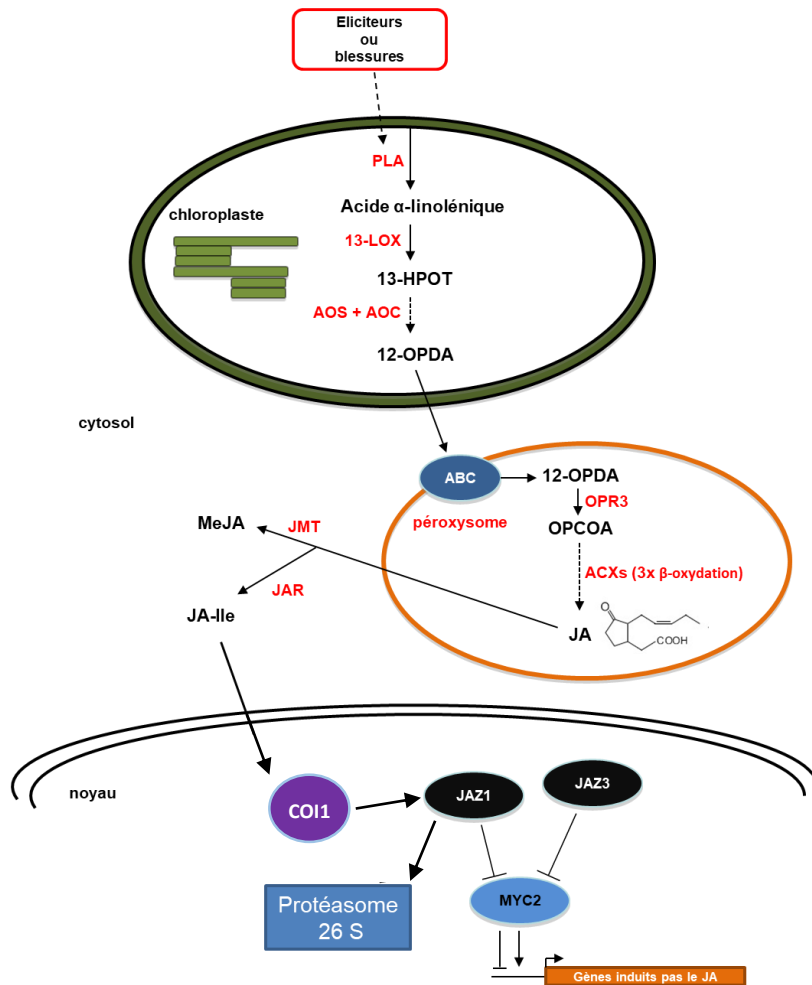 Eliciteurs
ou
blessures
PLA
Acide α-linolénique
chloroplaste
13-LOX
13-HPOT
AOS + AOC
12-OPDA
cytosol
ABC
12-OPDA
OPR3
péroxysome
OPCOA
MeJA
JMT
ACXs (3x β-oxydation)
JAR
JA-Ile
JA
O
COOH
noyau
COI1
JAZ1
JAZ3
Protéasome
26 S
MYC2
Gènes induits pas le JA